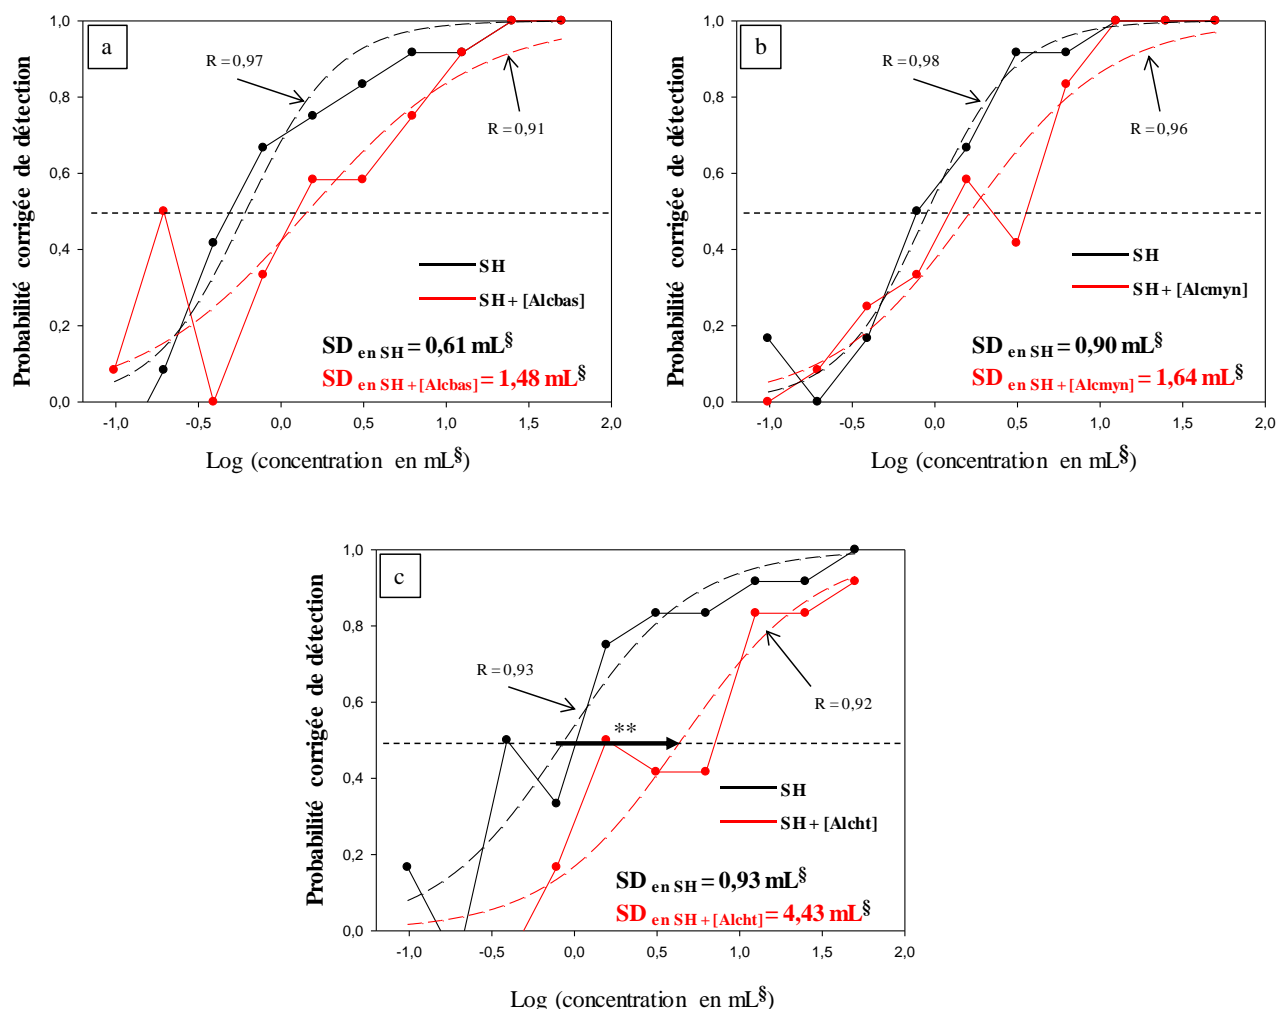 a
1,0
0,8
0,6
0,4
0,2
0,0
Probabilité corrigée de détection
R = 0,97
R = 0,91
SH
SH + [Alcbas]
SD en SH = 0,61 mL§
SD en SH + [Alcbas] = 1,48 mL§
-1,0 -0,5 0,0 0,5 1,0 1,5 2,0
Log (concentration en mL§)
b
1,0
0,8
0,6
0,4
0,2
0,0
Probabilité corrigée de détection
R = 0,98
R = 0,96
SH
SH + [Alcmyn]
SD en SH = 0,90 mL§
SD en SH + [Alcmyn] = 1,64 mL§
-1,0 -0,5 0,0 0,5 1,0 1,5 2,0
Log (concentration en mL§)
c
1,0
0,8
0,6
0,4
0,2
0,0
Probabilité corrigée de détection
R = 0,93
**
R = 0,92
SH
SH + [Alcht]
SD en SH = 0,93 mL§
SD en SH + [Alcht] = 4,43 mL§
-1,0 -0,5 0,0 0,5 1,0 1,5 2,0
Log (concentration en mL§)